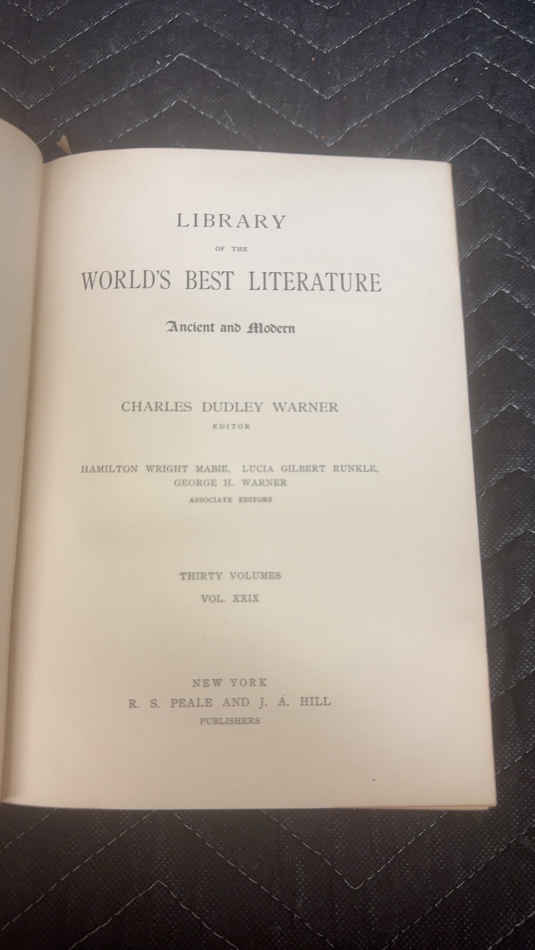 LIBRARY
OF THE
WORLD'S BEST LITERATURE
Ancient and Modern
CHARLES DUDLEY WARNER
EDITOR
HAMILTON WRIGHT MABIE, LUCIA GILBERT RUNKLE,
GEORGE H. WARNER
ASSOCIATE EDITORS
THIRTY VOLUMES
VOL. XXIX
NEW YORK
R. S. PEALE AND J. A. HILL
PUBLISHERS